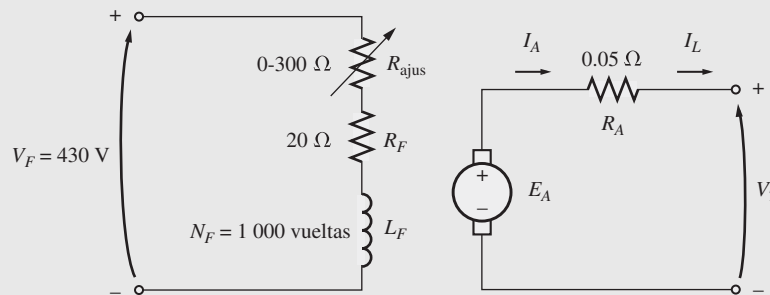 +
0-300 Ω R_ajus
20 Ω R_F
V_F = 430 V
N_F = 1 000 vueltas L_F
–
I_A I_L
0.05 Ω
+
R_A
+
E_A
–
V
–